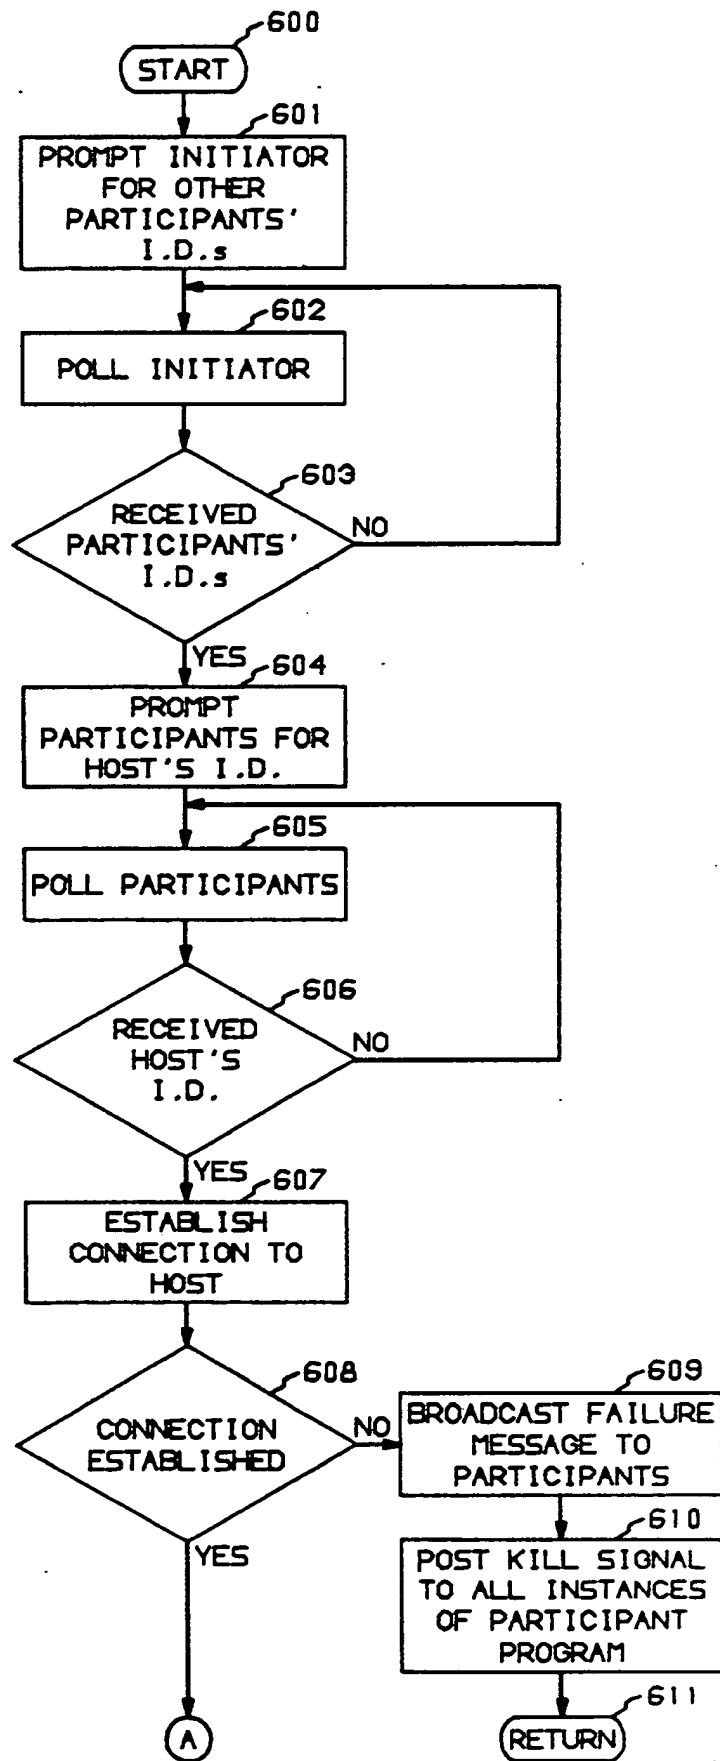 600
START
601
PROMPT INITIATOR
FOR OTHER
PARTICIPANTS'
I.D.s
602
POLL INITIATOR
603
RECEIVED
PARTICIPANTS'
I.D.s
NO
YES
604
PROMPT
PARTICIPANTS FOR
HOST'S I.D.
605
POLL PARTICIPANTS
606
RECEIVED
HOST'S
I.D.
NO
YES
607
ESTABLISH
CONNECTION TO
HOST
608
CONNECTION
ESTABLISHED
NO
YES
609
BROADCAST FAILURE
MESSAGE TO
PARTICIPANTS
610
POST KILL SIGNAL
TO ALL INSTANCES
OF PARTICIPANT
PROGRAM
611
RETURN
A